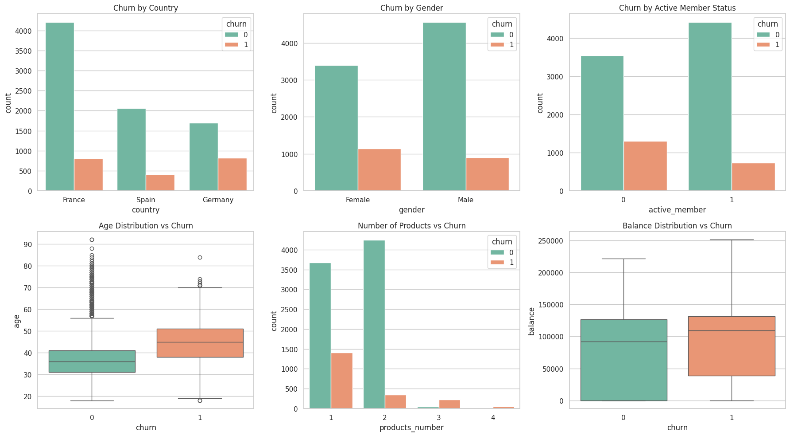 Churn by Country
churn
0
1
4000
3500
3000
2500
2000
1500
1000
500
0
count
France Spain Germany
country
Churn by Gender
churn
0
1
4000
3000
2000
1000
0
count
Female Male
gender
Churn by Active Member Status
churn
0
1
4000
3000
2000
1000
0
count
0 1
active_member
Age Distribution vs Churn
90
80
70
60
50
40
30
20
age
0 1
churn
Number of Products vs Churn
churn
0
1
4000
3500
3000
2500
2000
1500
1000
500
0
count
1 2 3 4
products_number
Balance Distribution vs Churn
250000
200000
150000
100000
50000
0
balance
0 1
churn